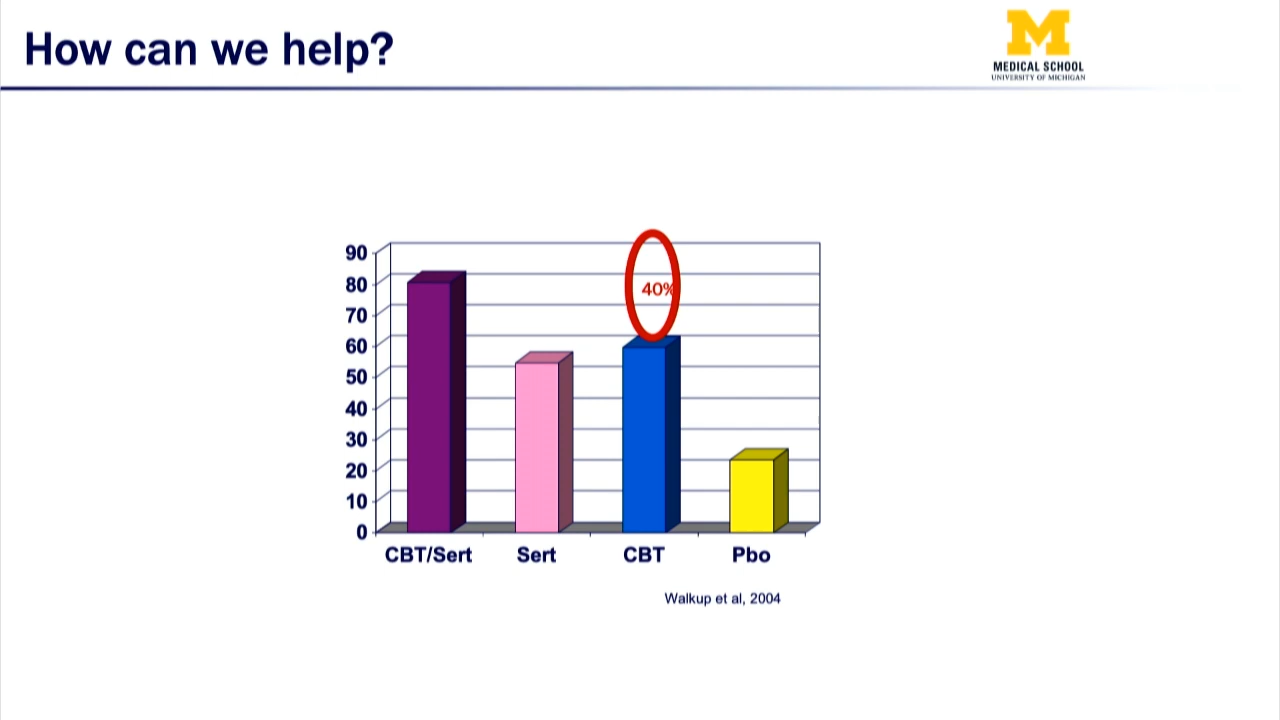 How can we help?
M
MEDICAL SCHOOL
UNIVERSITY OF MICHIGAN
90
80
70
60
50
40
30
20
10
0
40%
CBT/Sert
Sert
CBT
Pbo
Walkup et al, 2004